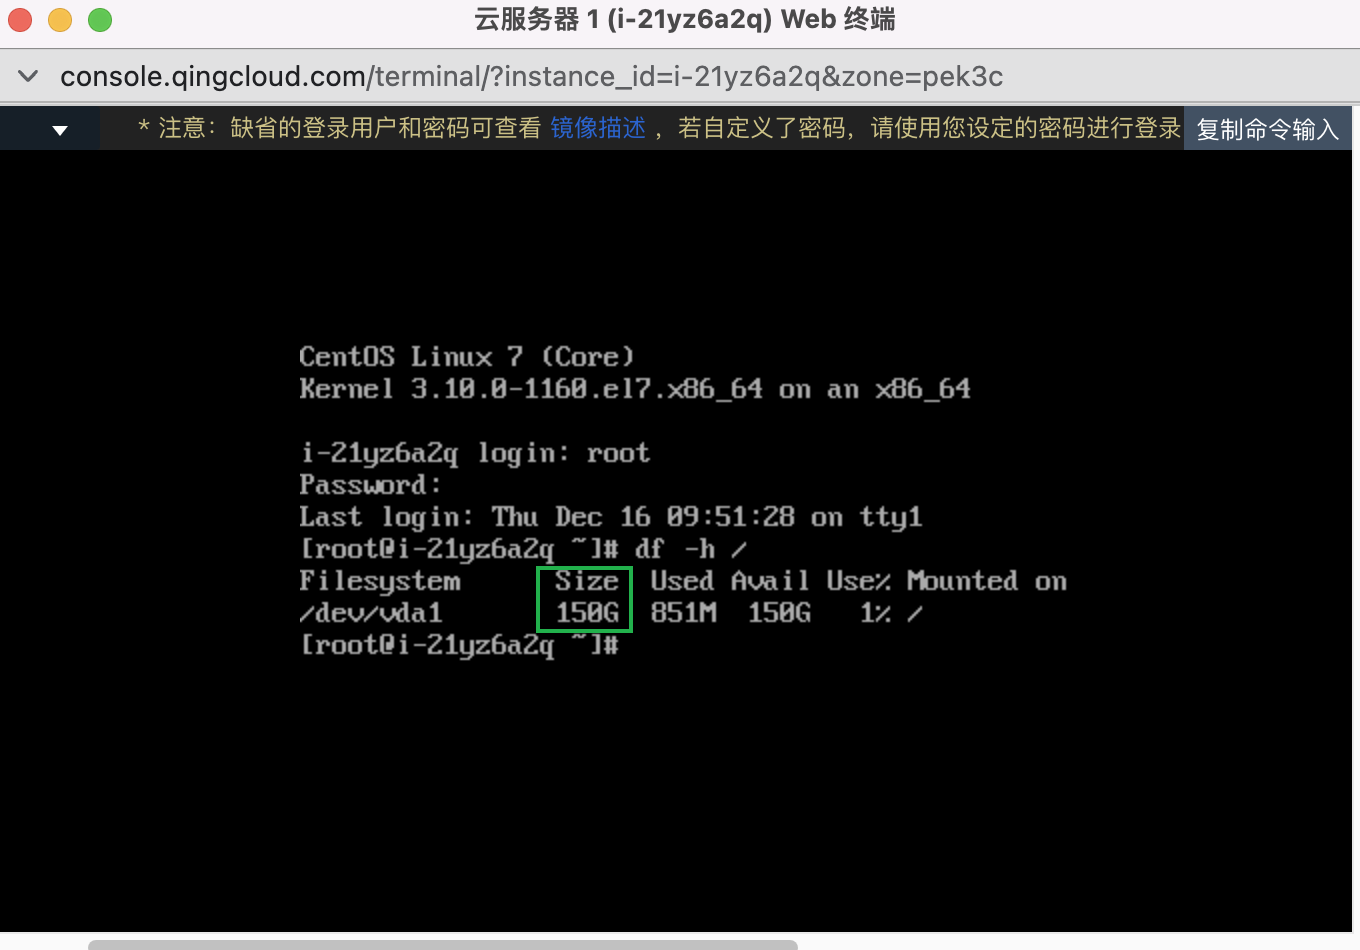 云服务器 1 (i-21yz6a2q) Web 终端
console.qingcloud.com/terminal/?instance_id=i-21yz6a2q&zone=pek3c
* 注意：缺省的登录用户和密码可查看 镜像描述 ，若自定义了密码，请使用您设定的密码进行登录 复制命令输入
CentOS Linux 7 (Core)
Kernel 3.10.0-1160.el7.x86_64 on an x86_64
i-21yz6a2q login: root
Password:
Last login: Thu Dec 16 09:51:28 on tty1
[root@i-21yz6a2q ~]# df -h /
Filesystem      Size  Used Avail Use% Mounted on
/dev/vda1       150G  851M  150G   1% /
[root@i-21yz6a2q ~]#